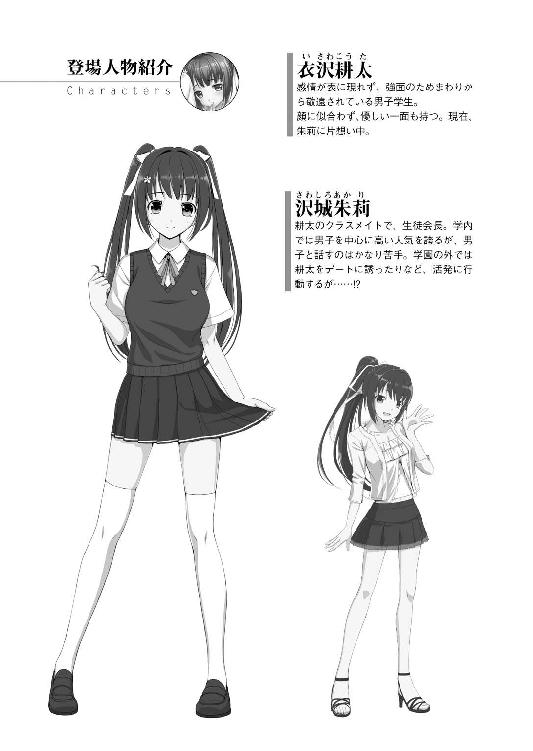 登場人物紹介
Characters
いさわこうた
衣沢耕太
感情が表に現れず、強面のためまわりか
ら敬遠されている男子学生。
顔に似合わず、優しい一面も持つ。現在、
朱莉に片想い中。
さわしろあかり
沢城朱莉
耕太のクラスメイトで、生徒会長。学内
では男子を中心に高い人気を誇るが、男
子と話すのはかなり苦手。学園の外では
耕太をデートに誘ったりなど、活発に行
動するが……!?